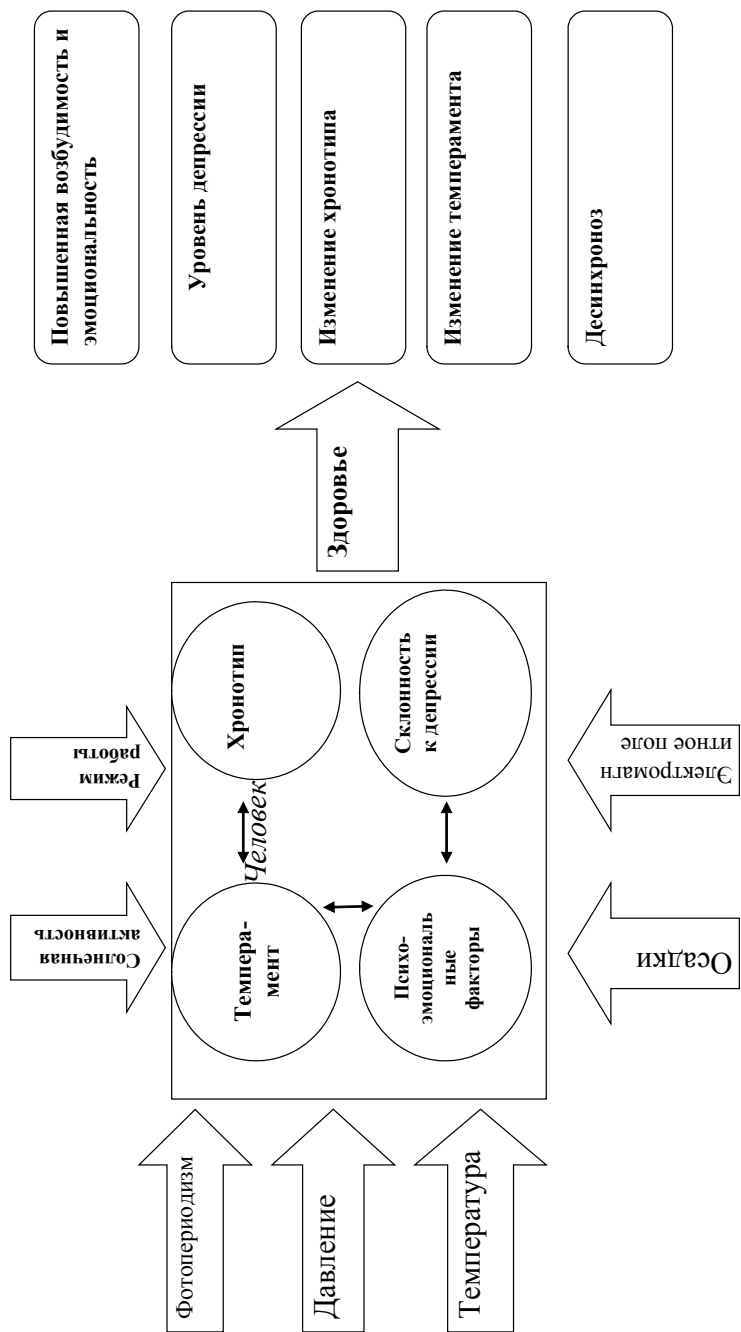 Повышенная возбудимость и
эмоциональность
Уровень депрессии
Изменение хронотипа
Изменение темперамента
Десинхроноз
Здоровье
Режим
работы
Солнечная
активность
Хронотип
Склонность
к депрессии
Человек
Темпера-
мент
Психо-
эмоциональ
ные
факторы
Электромагн
итное поле
Осадки
Фотопериодизм
Давление
Температура